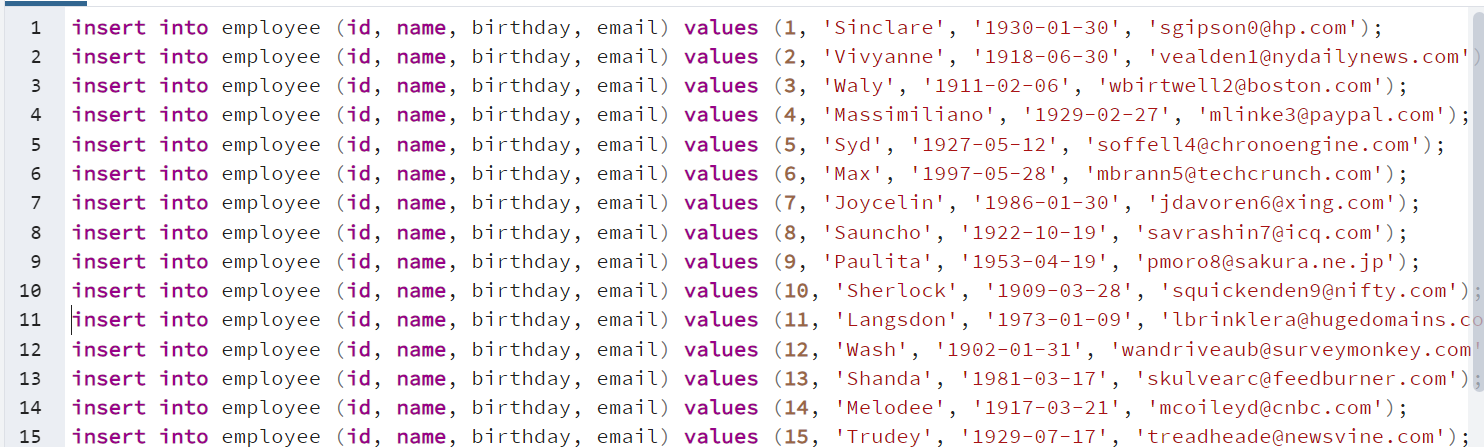 1 insert into employee (id, name, birthday, email) values (1, 'Sinclare', '1930-01-30', 'sgipson0@hp.com');
2 insert into employee (id, name, birthday, email) values (2, 'Vivyanne', '1918-06-30', 'vealden1@nydailynews.com')
3 insert into employee (id, name, birthday, email) values (3, 'Waly', '1911-02-06', 'wbirtwell2@boston.com');
4 insert into employee (id, name, birthday, email) values (4, 'Massimiliano', '1929-02-27', 'mlinke3@paypal.com');
5 insert into employee (id, name, birthday, email) values (5, 'Syd', '1927-05-12', 'soffell4@chronoengine.com');
6 insert into employee (id, name, birthday, email) values (6, 'Max', '1997-05-28', 'mbrann5@techcrunch.com');
7 insert into employee (id, name, birthday, email) values (7, 'Joycelin', '1986-01-30', 'jdavoren6@xing.com');
8 insert into employee (id, name, birthday, email) values (8, 'Sauncho', '1922-10-19', 'savrashin7@icq.com');
9 insert into employee (id, name, birthday, email) values (9, 'Paulita', '1953-04-19', 'pmoro8@sakura.ne.jp');
10 insert into employee (id, name, birthday, email) values (10, 'Sherlock', '1909-03-28', 'squickenden9@nifty.com');
11 insert into employee (id, name, birthday, email) values (11, 'Langsdon', '1973-01-09', 'lbrinklera@hugedomains.co
12 insert into employee (id, name, birthday, email) values (12, 'Wash', '1902-01-31', 'wandriveaub@surveymonkey.com'
13 insert into employee (id, name, birthday, email) values (13, 'Shanda', '1981-03-17', 'skulvearc@feedburner.com');
14 insert into employee (id, name, birthday, email) values (14, 'Melodee', '1917-03-21', 'mcoileyd@cnbc.com');
15 insert into employee (id, name, birthday, email) values (15, 'Trudey', '1929-07-17', 'treadheade@newsvine.com');